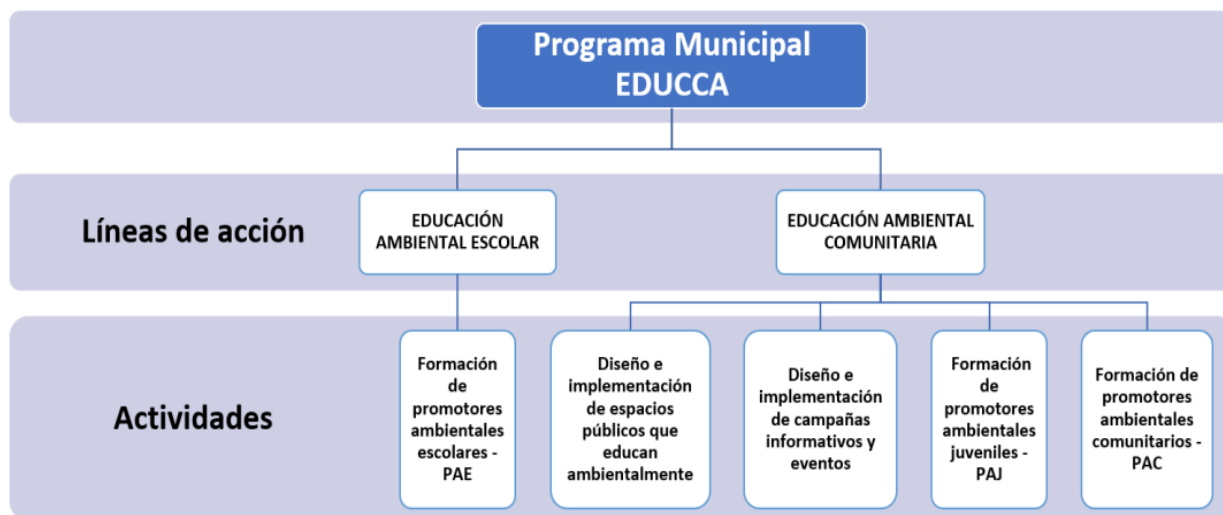 Programa Municipal
EDUCCA
Líneas de acción
EDUCACIÓN
AMBIENTAL ESCOLAR
EDUCACIÓN AMBIENTAL
COMUNITARIA
Actividades
Formación
de
promotores
ambientales
escolares -
PAE
Diseño e
implementación
de espacios
públicos que
educan
ambientalmente
Diseño e
implementación
de campañas
informativos y
eventos
Formación
de
promotores
ambientales
juveniles -
PAJ
Formación de
promotores
ambientales
comunitarios -
PAC